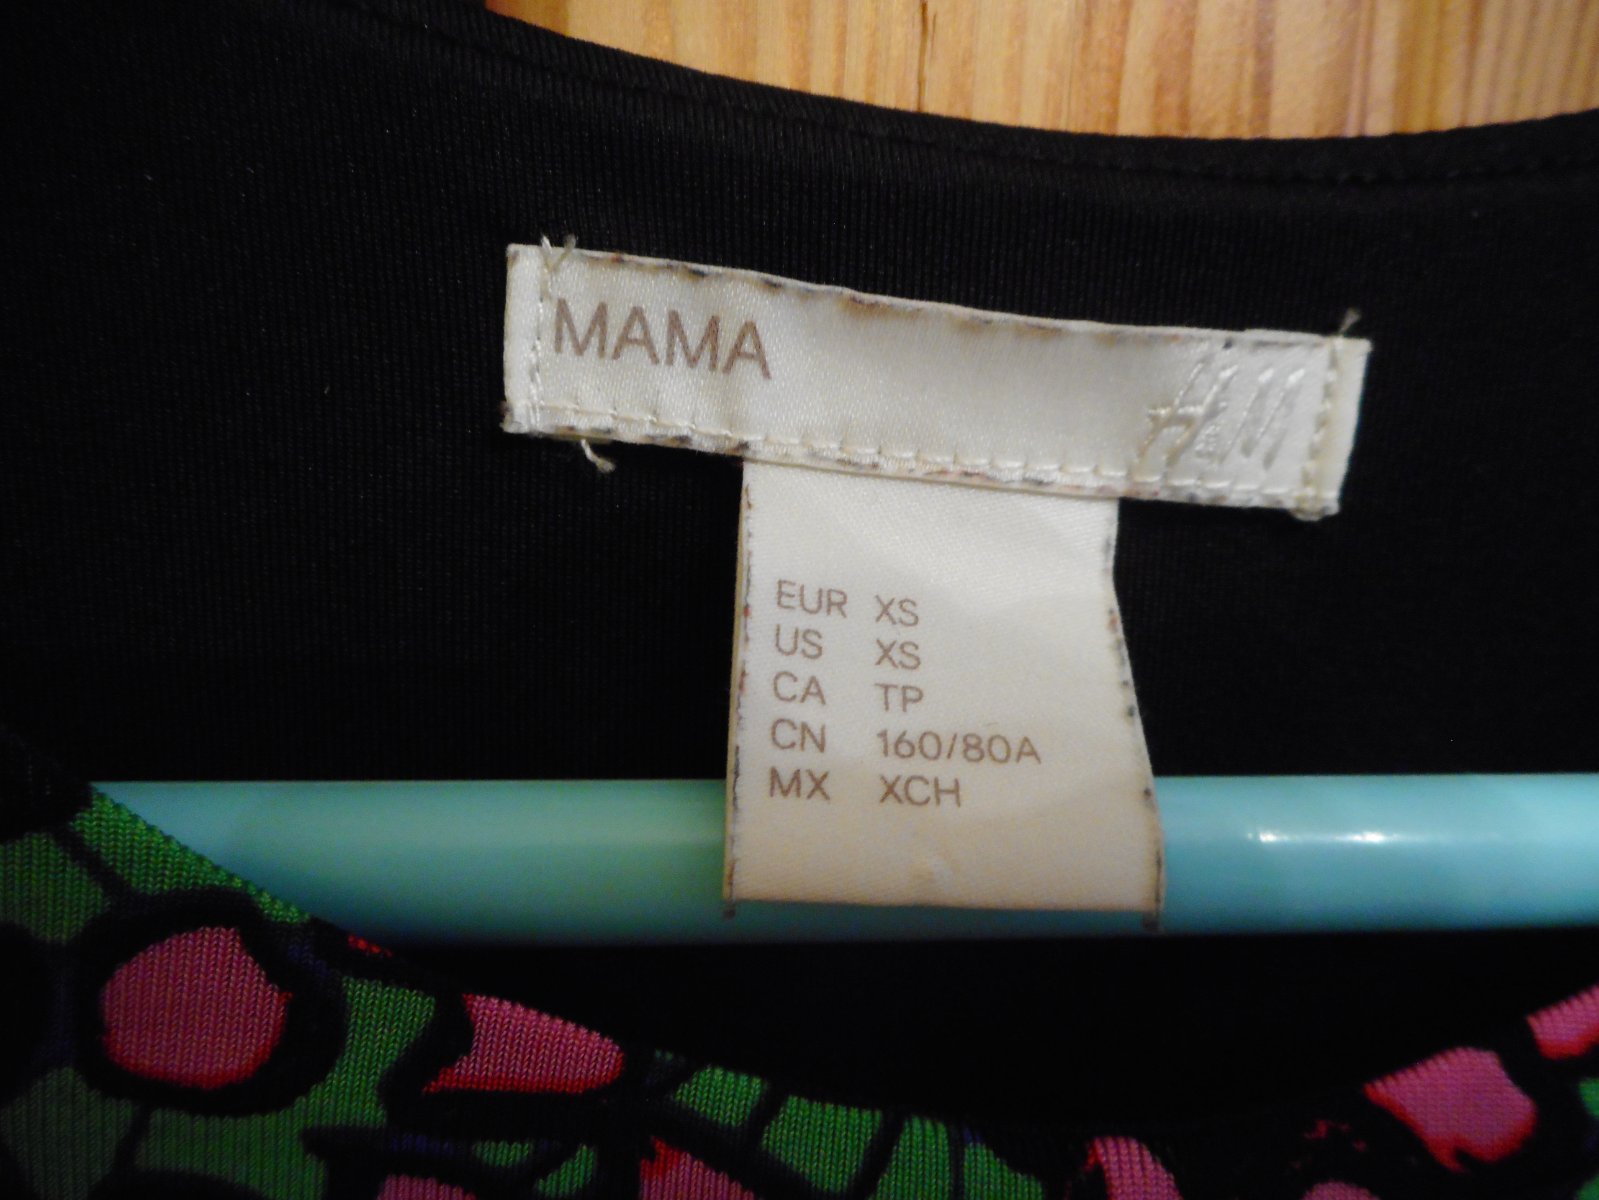 MAMA
H&M
EUR XS
US XS
CA TP
CN 160/80A
MX XCH